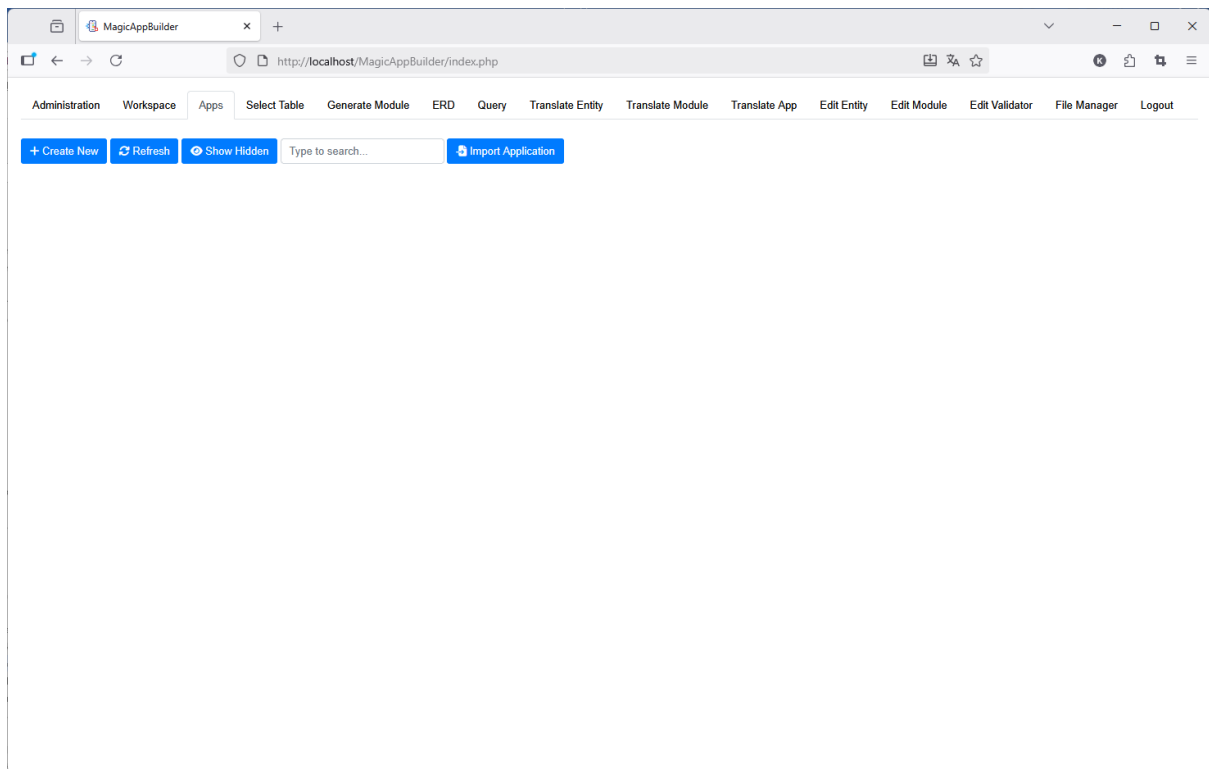 MagicAppBuilder
http://localhost/MagicAppBuilder/index.php
K
Administration Workspace Apps Select Table Generate Module ERD Query Translate Entity Translate Module Translate App Edit Entity Edit Module Edit Validator File Manager Logout
Create New Refresh Show Hidden Type to search... Import Application